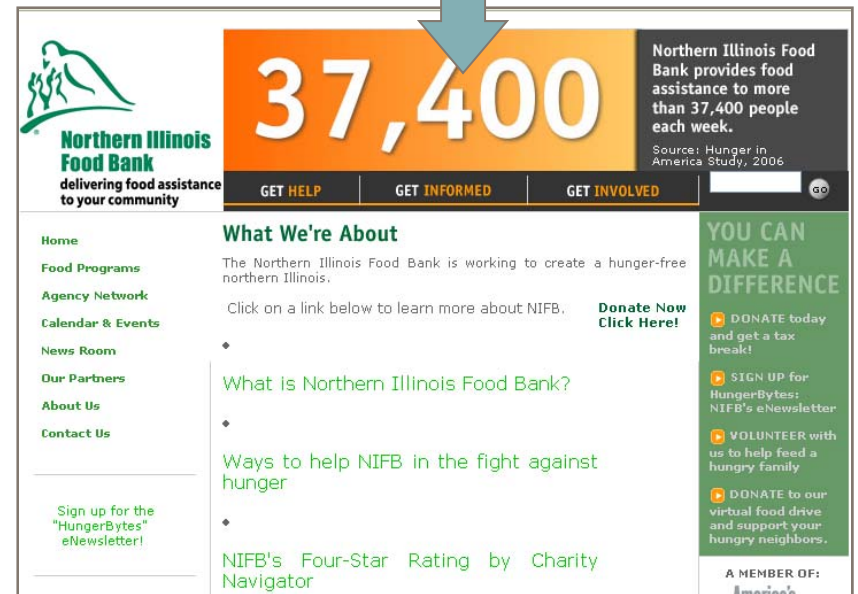 Northern Illinois
Food Bank
delivering food assistance
to your community
37,400
Northern Illinois Food
Bank provides food
assistance to more
than 37,400 people
each week.
Source: Hunger in
America Study, 2006
GET HELP
GET INFORMED
GET INVOLVED
GO
Home
Food Programs
Agency Network
Calendar & Events
News Room
Our Partners
About Us
Contact Us
Sign up for the
"HungerBytes"
eNewsletter!
What We're About
The Northern Illinois Food Bank is working to create a hunger-free
northern Illinois.
Click on a link below to learn more about NIFB.
Donate Now
Click Here!
What is Northern Illinois Food Bank?
Ways to help NIFB in the fight against
hunger
NIFB's Four-Star Rating by Charity
Navigator
YOU CAN
MAKE A
DIFFERENCE
DONATE today
and get a tax
break!
SIGN UP for
HungerBytes:
NIFB's eNewsletter
VOLUNTEER with
us to help feed a
hungry family
DONATE to our
virtual food drive
and support your
hungry neighbors.
A MEMBER OF:
America's